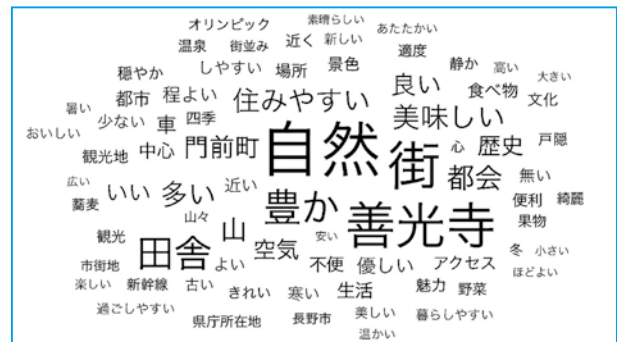 オリンピック 素晴らしい あたたかい
温泉 街並み 近く 新しい 適度
穏やか しやすい 場所 景色 良い 静か 高い 大きい
都市 程よい 住みやすい 美味しい 食べ物 文化
暑い 少ない 車 四季
おいしい 観光地 中心 門前町 自然 街 心 歴史 戸隠
広い いい 多い 近い 豊か 都会 無い
蕎麦 山々 善光寺 便利 綺麗
観光 田舎 山 空気 安い 果物
市街地 よい 不便 優しい アクセス 冬 小さい
楽しい 新幹線 古い きれい 寒い 生活 魅力 野菜 ほどよい
過ごしやすい 県庁所在地 長野市 美しい 暮らしやすい
温かい